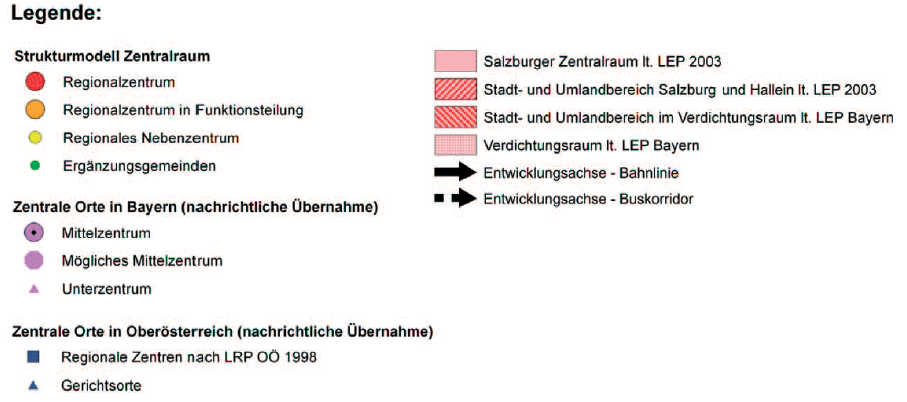 Legende:
Strukturmodell Zentralraum
Regionalzentrum
Regionalzentrum in Funktionsteilung
Regionales Nebenzentrum
Ergänzungsgemeinden
Zentrale Orte in Bayern (nachrichtliche Übernahme)
Mittelzentrum
Mögliches Mittelzentrum
Unterzentrum
Zentrale Orte in Oberösterreich (nachrichtliche Übernahme)
Regionale Zentren nach LRP OÖ 1998
Gerichtsorte
Salzburger Zentralraum lt. LEP 2003
Stadt- und Umlandbereich Salzburg und Hallein lt. LEP 2003
Stadt- und Umlandbereich im Verdichtungsraum lt. LEP Bayern
Verdichtungsraum lt. LEP Bayern
Entwicklungsachse - Bahnlinie
Entwicklungsachse - Buskorridor